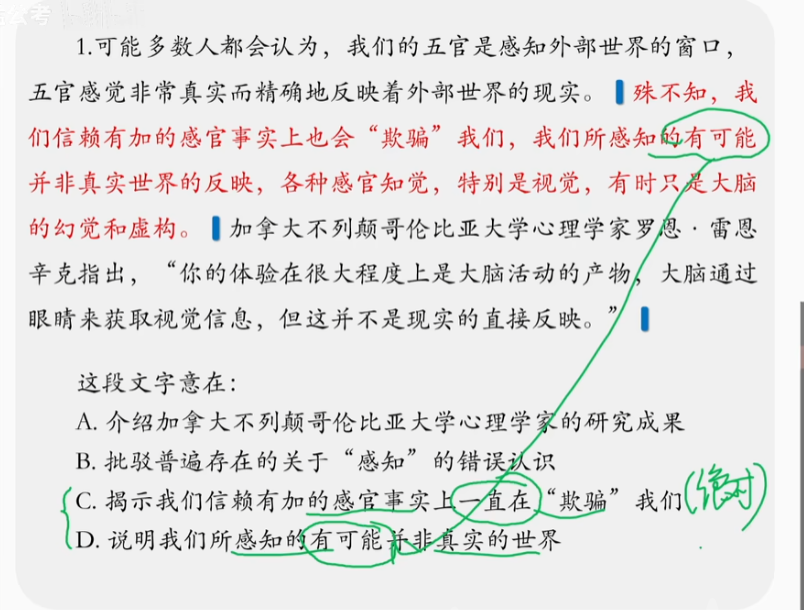 1.可能多数人都会认为，我们的五官是感知外部世界的窗口，
五官感觉非常真实而精确地反映着外部世界的现实。殊不知，我
们信赖有加的感官事实上也会“欺骗”我们，我们所感知的有可能
并非真实世界的反映，各种感官知觉，特别是视觉，有时只是大脑
的幻觉和虚构。加拿大不列颠哥伦比亚大学心理学家罗恩·雷恩
辛克指出，“你的体验在很大程度上是大脑活动的产物，大脑通过
眼睛来获取视觉信息，但这并不是现实的直接反映。”
这段文字意在：
A. 介绍加拿大不列颠哥伦比亚大学心理学家的研究成果
B. 批驳普遍存在的关于“感知”的错误认识
C. 揭示我们信赖有加的感官事实上一直在“欺骗”我们(绝对)
D. 说明我们所感知的有可能并非真实的世界